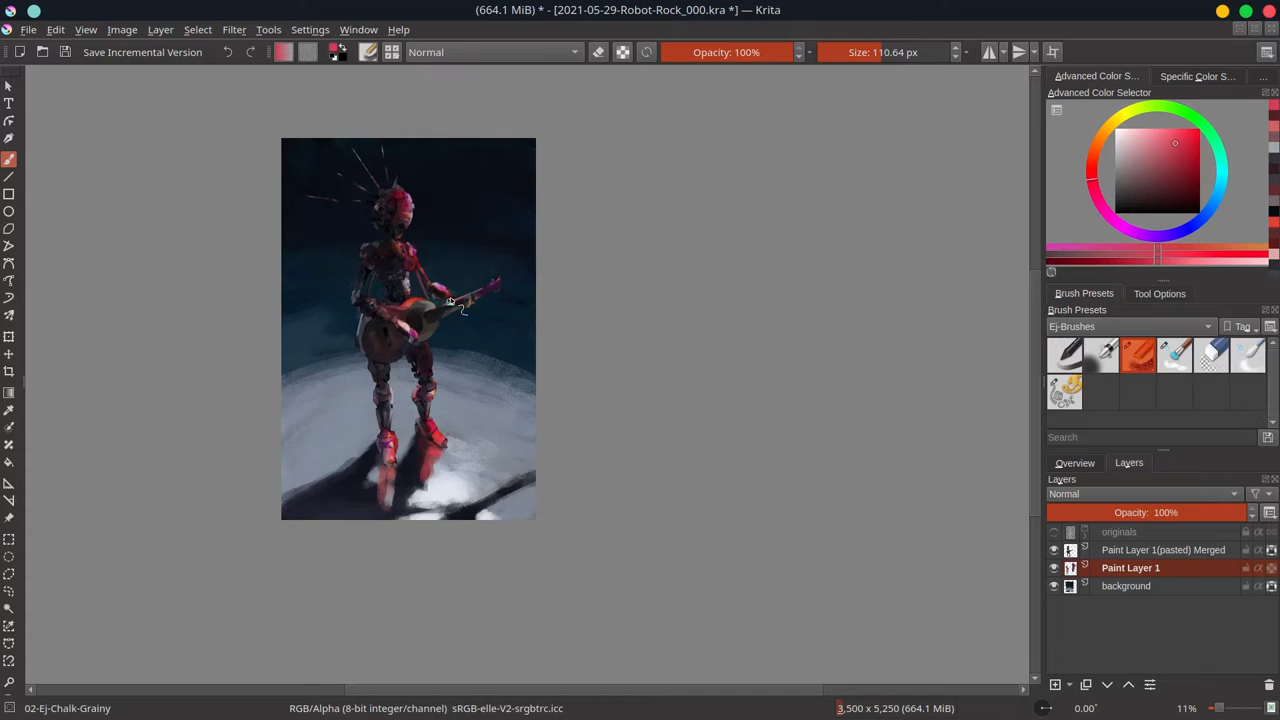 (664.1 MiB) * - [2021-05-29-Robot-Rock_000.kra *] — Krita
File Edit View Image Layer Select Filter Tools Settings Window Help
Save Incremental Version Normal Opacity: 100% Size: 110.64 px
Advanced Color S... Specific Color S... ...
Advanced Color Selector
Brush Presets Tool Options
Brush Presets
Ej-Brushes Tag
Search
Overview Layers
Layers
Normal
Opacity: 100%
originals
Paint Layer 1(pasted) Merged
Paint Layer 1
background
02-Ej-Chalk-Grainy RGB/Alpha (8-bit integer/channel) sRGB-elle-V2-srgbtrc.icc 3,500 x 5,250 (664.1 MiB) 0.00° 11%